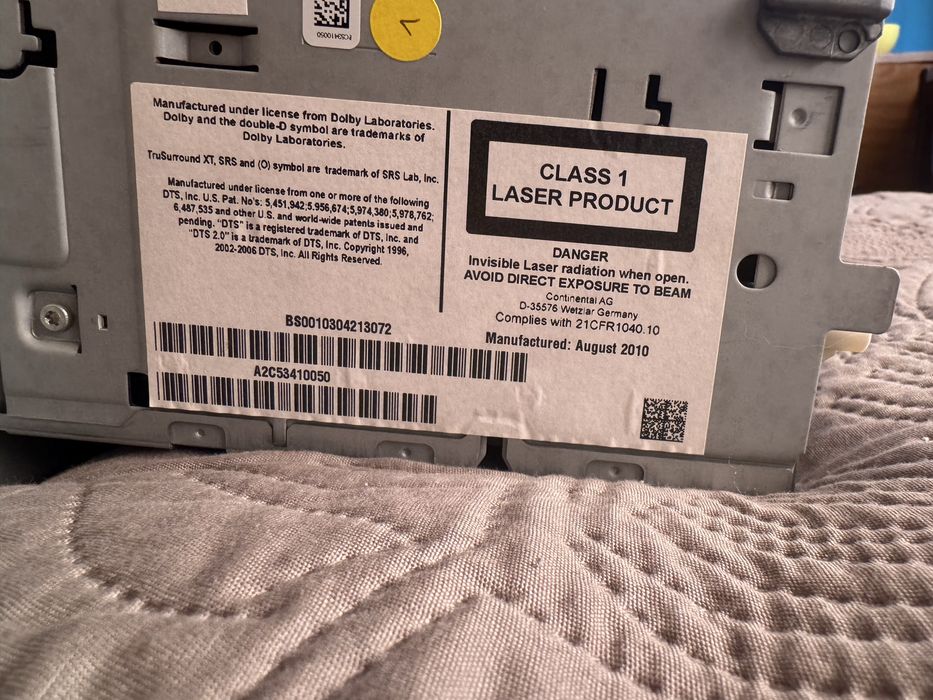 PCS3410050
Manufactured under license from Dolby Laboratories.
Dolby and the double-D symbol are trademarks of
Dolby Laboratories.
TruSurround XT, SRS and (O) symbol are trademark of SRS Lab, Inc.
Manufactured under license from one or more of the following
DTS, Inc. U.S. Pat. No's: 5,451,942;5.956,674;5,974,380;5,978,762;
6,487,535 and other U.S. and world-wide patents issued and
pending. "DTS" is a registered trademark of DTS, Inc. and
"DTS 2.0" is a trademark of DTS, Inc. Copyright 1996,
2002-2006 DTS, Inc. All Rights Reserved.
CLASS 1
LASER PRODUCT
DANGER
Invisible Laser radiation when open.
AVOID DIRECT EXPOSURE TO BEAM
Continental AG
D-35576 Wetzlar Germany
Complies with 21CFR1040.10
Manufactured: August 2010
BS0010304213072
A2C53410050